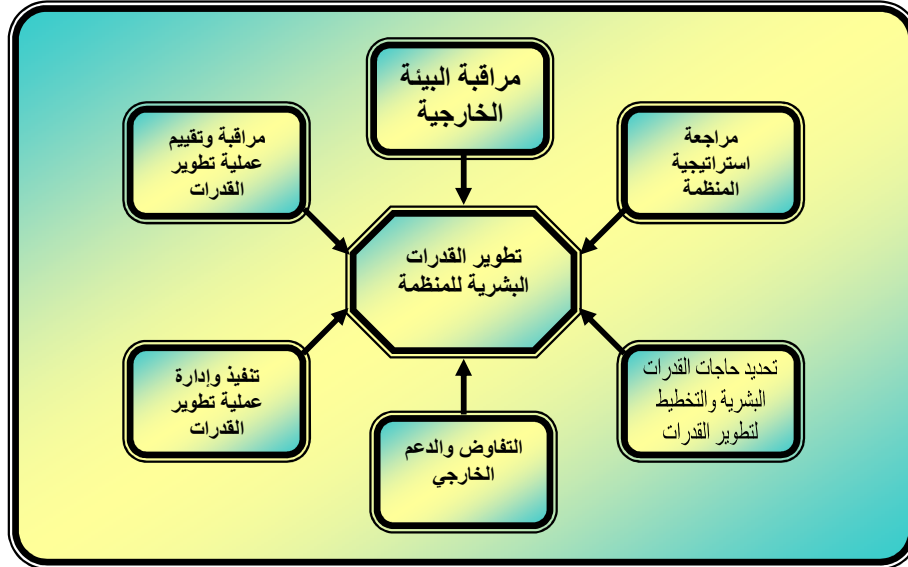 مراقبة البيئة
الخارجية
مراجعة
استراتيجية
المنظمة
مراقبة وتقييم
عملية تطوير
القدرات
تطوير القدرات
البشرية للمنظمة
تحديد حاجات القدرات
البشرية والتخطيط
لتطوير القدرات
تنفيذ وإدارة
عملية تطوير
القدرات
التفاوض والدعم
الخارجي